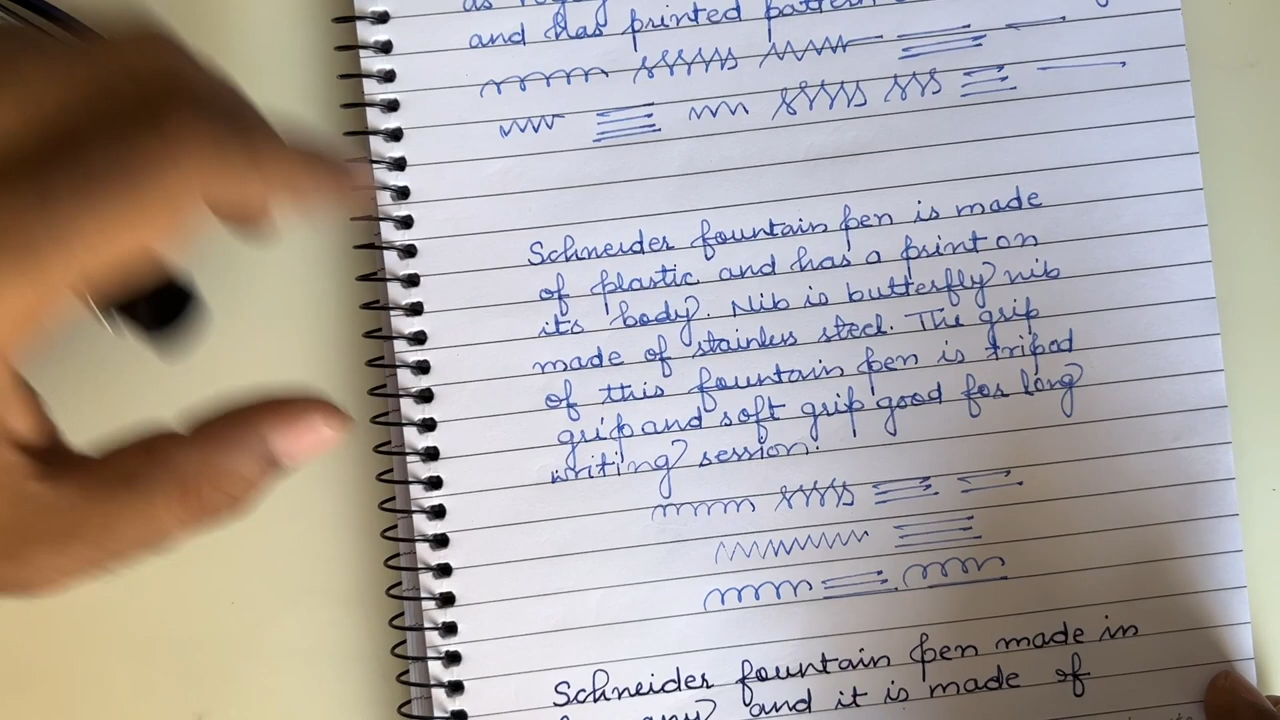 as
and has printed pattern
Schneider fountain pen is made
of plastic and has a print on
its body. Nib is butterfly nib
made of stainless steel. The grip
of this fountain pen is tripod
grip and soft grip good for long
writing session.
Schneider fountain pen made in
and it is made of